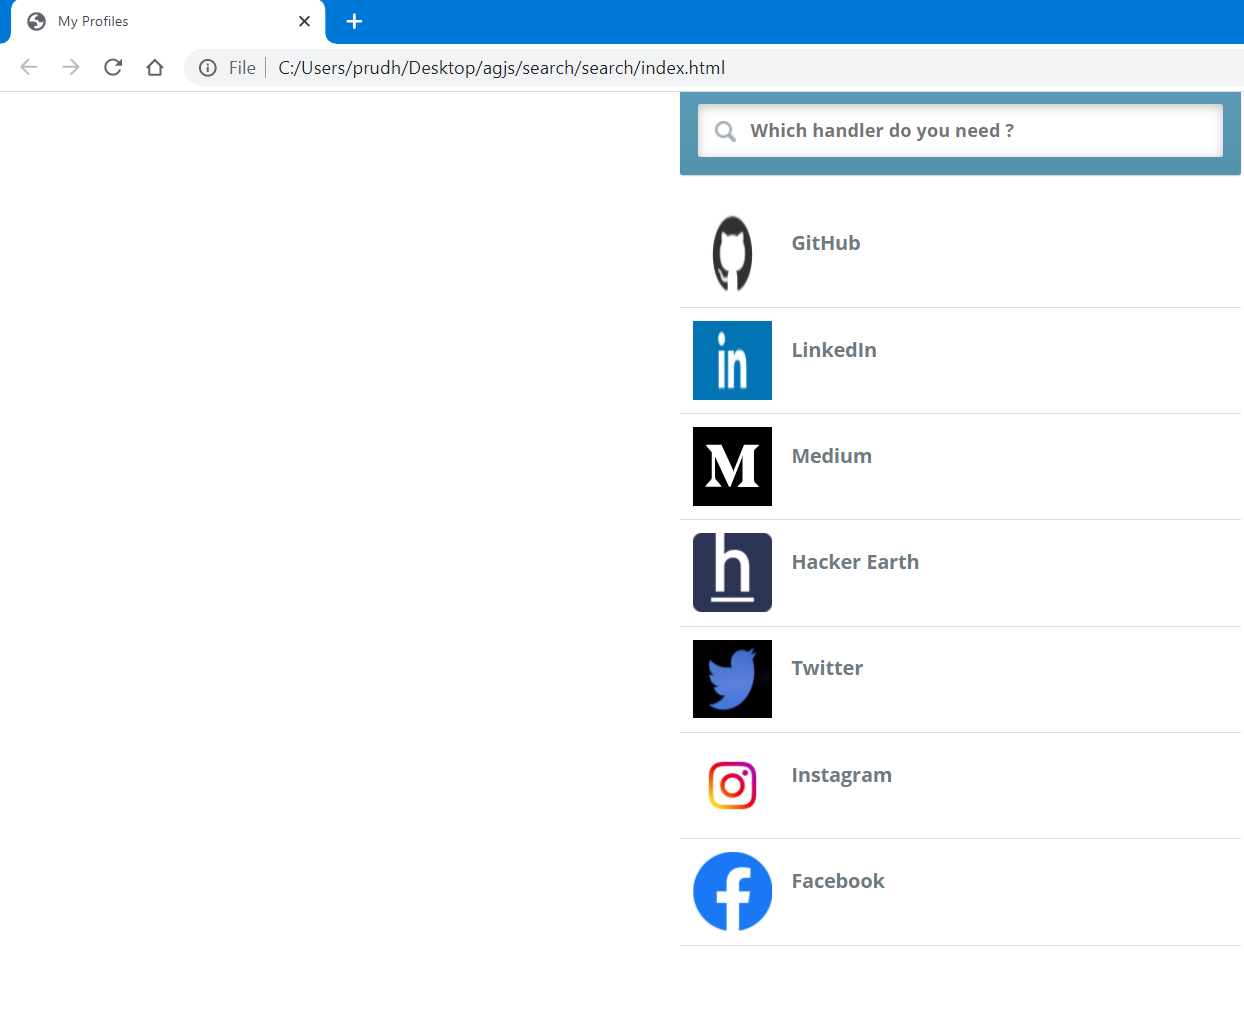 My Profiles
File C:/Users/prudh/Desktop/agjs/search/search/index.html
Which handler do you need ?
GitHub
in LinkedIn
M Medium
h Hacker Earth
Twitter
Instagram
f Facebook